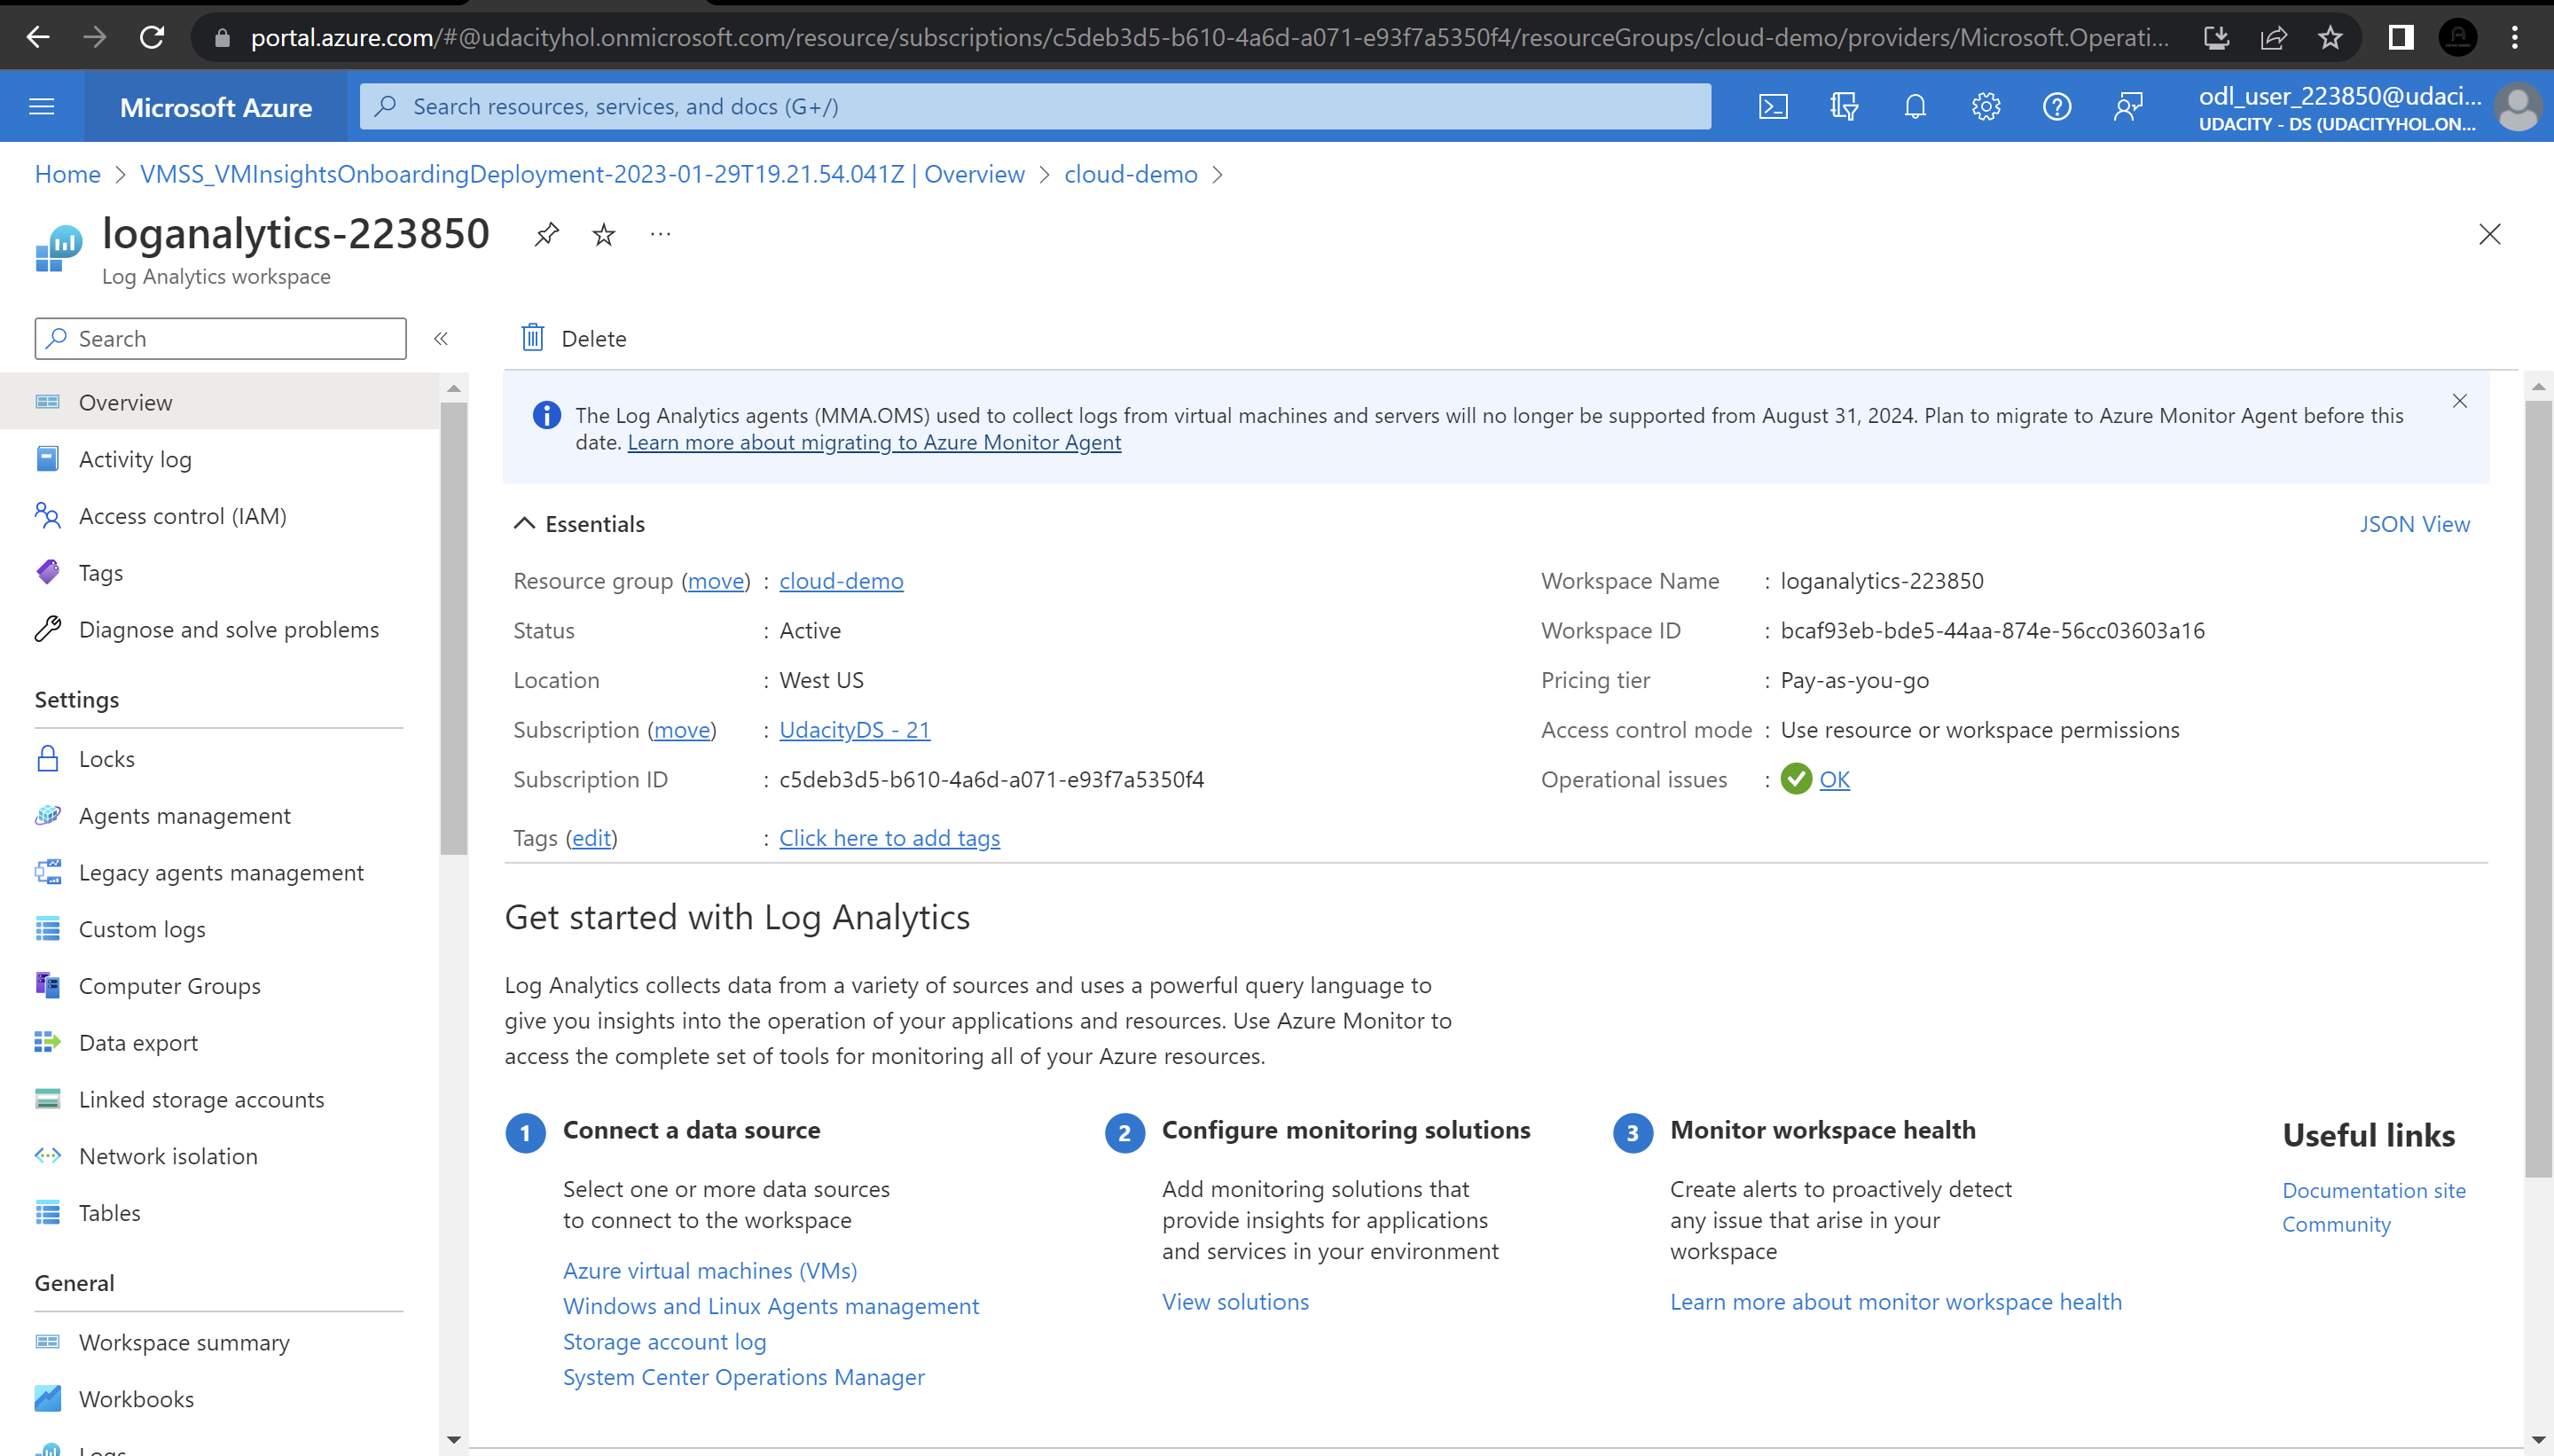 portal.azure.com/#@udacityhol.onmicrosoft.com/resource/subscriptions/c5deb3d5-b610-4a6d-a071-e93f7a5350f4/resourceGroups/cloud-demo/providers/Microsoft.Operati...
Microsoft Azure
Search resources, services, and docs (G+/)
odl_user_223850@udaci...
UDACITY - DS (UDACITYHOL.ON...
Home > VMSS_VMInsightsOnboardingDeployment-2023-01-29T19.21.54.041Z | Overview > cloud-demo >
loganalytics-223850
Log Analytics workspace
Search
Delete
Overview
Activity log
Access control (IAM)
Tags
Diagnose and solve problems
Settings
Locks
Agents management
Legacy agents management
Custom logs
Computer Groups
Data export
Linked storage accounts
Network isolation
Tables
General
Workspace summary
Workbooks
Logs
The Log Analytics agents (MMA.OMS) used to collect logs from virtual machines and servers will no longer be supported from August 31, 2024. Plan to migrate to Azure Monitor Agent before this
date. Learn more about migrating to Azure Monitor Agent
Essentials
JSON View
Resource group (move) : cloud-demo
Status : Active
Location : West US
Subscription (move) : UdacityDS - 21
Subscription ID : c5deb3d5-b610-4a6d-a071-e93f7a5350f4
Tags (edit) : Click here to add tags
Workspace Name : loganalytics-223850
Workspace ID : bcaf93eb-bde5-44aa-874e-56cc03603a16
Pricing tier : Pay-as-you-go
Access control mode : Use resource or workspace permissions
Operational issues : OK
Get started with Log Analytics
Log Analytics collects data from a variety of sources and uses a powerful query language to
give you insights into the operation of your applications and resources. Use Azure Monitor to
access the complete set of tools for monitoring all of your Azure resources.
1 Connect a data source
Select one or more data sources
to connect to the workspace
Azure virtual machines (VMs)
Windows and Linux Agents management
Storage account log
System Center Operations Manager
2 Configure monitoring solutions
Add monitoring solutions that
provide insights for applications
and services in your environment
View solutions
3 Monitor workspace health
Create alerts to proactively detect
any issue that arise in your
workspace
Learn more about monitor workspace health
Useful links
Documentation site
Community